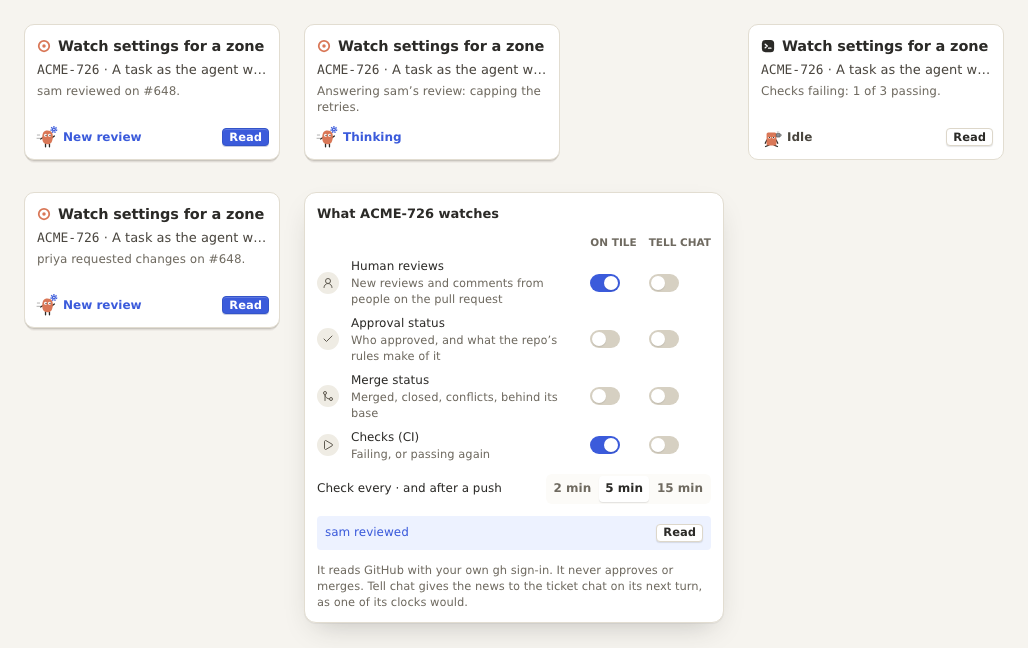 Watch settings for a zone
ACME-726 · A task as the agent w…
sam reviewed on #648.
New review
Read
Watch settings for a zone
ACME-726 · A task as the agent w…
Answering sam’s review: capping the
retries.
Thinking
Watch settings for a zone
ACME-726 · A task as the agent w…
Checks failing: 1 of 3 passing.
Idle
Read
Watch settings for a zone
ACME-726 · A task as the agent w…
priya requested changes on #648.
New review
Read
What ACME-726 watches
ON TILE TELL CHAT
Human reviews
New reviews and comments from
people on the pull request
Approval status
Who approved, and what the repo’s
rules make of it
Merge status
Merged, closed, conflicts, behind its
base
Checks (CI)
Failing, or passing again
Check every · and after a push 2 min 5 min 15 min
sam reviewed Read
It reads GitHub with your own gh sign-in. It never approves or
merges. Tell chat gives the news to the ticket chat on its next turn,
as one of its clocks would.